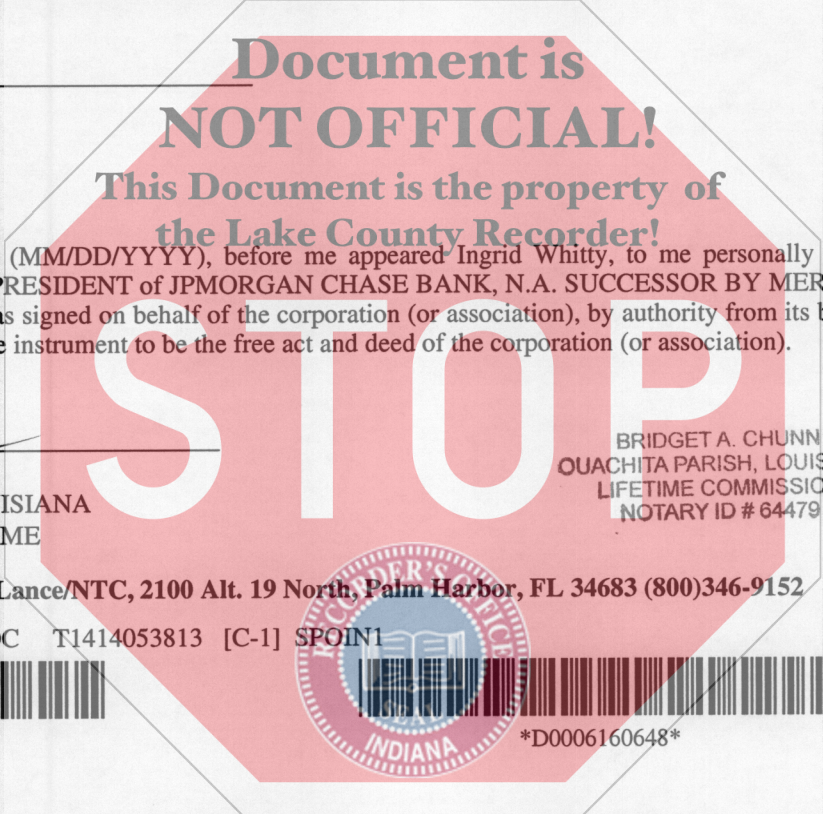 Document is
NOT OFFICIAL!
This Document is the property of
the Lake County Recorder!
(MM/DD/YYYY), before me appeared Ingrid Whitty, to me personally
PRESIDENT of JPMORGAN CHASE BANK, N.A. SUCCESSOR BY MER
as signed on behalf of the corporation (or association), by authority from its b
e instrument to be the free act and deed of the corporation (or association).
STOP
BRIDGET A. CHUNN
OUACHITA PARISH, LOUIS
LIFETIME COMMISSIO
NOTARY ID # 64479
ISIANA
ME
Lance/NTC, 2100 Alt. 19 North, Palm Harbor, FL 34683 (800)346-9152
C T1414053813 [C-1] SPOIN1
RECORDER'S OFFICE
SEAL
INDIANA
*D0006160648*